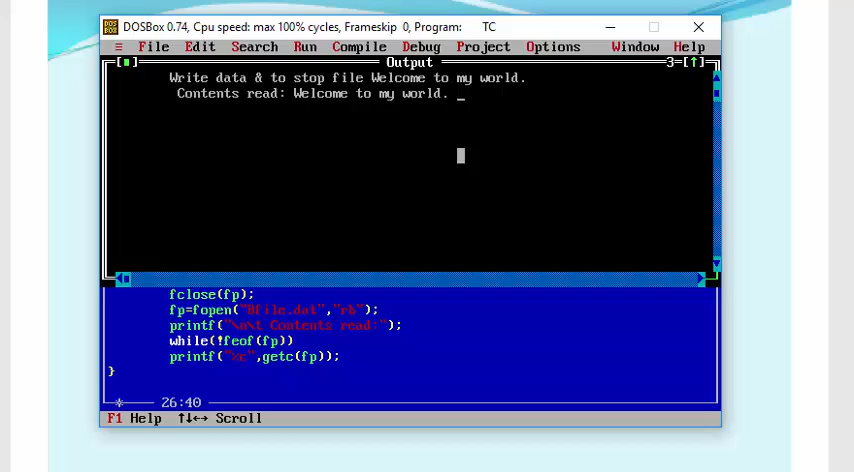 DOSBox 0.74, Cpu speed: max 100% cycles, Frameskip 0, Program: TC
≡ File Edit Search Run Compile Debug Project Options Window Help
[■] Output 3=[↑]
Write data & to stop file Welcome to my world.
Contents read: Welcome to my world. _
fclose(fp);
fp=fopen("Bfile.dat","rb");
printf("\n\t Contents read:");
while(!feof(fp))
printf("%c",getc(fp));
}
* 26:40
F1 Help ↑↓←→ Scroll